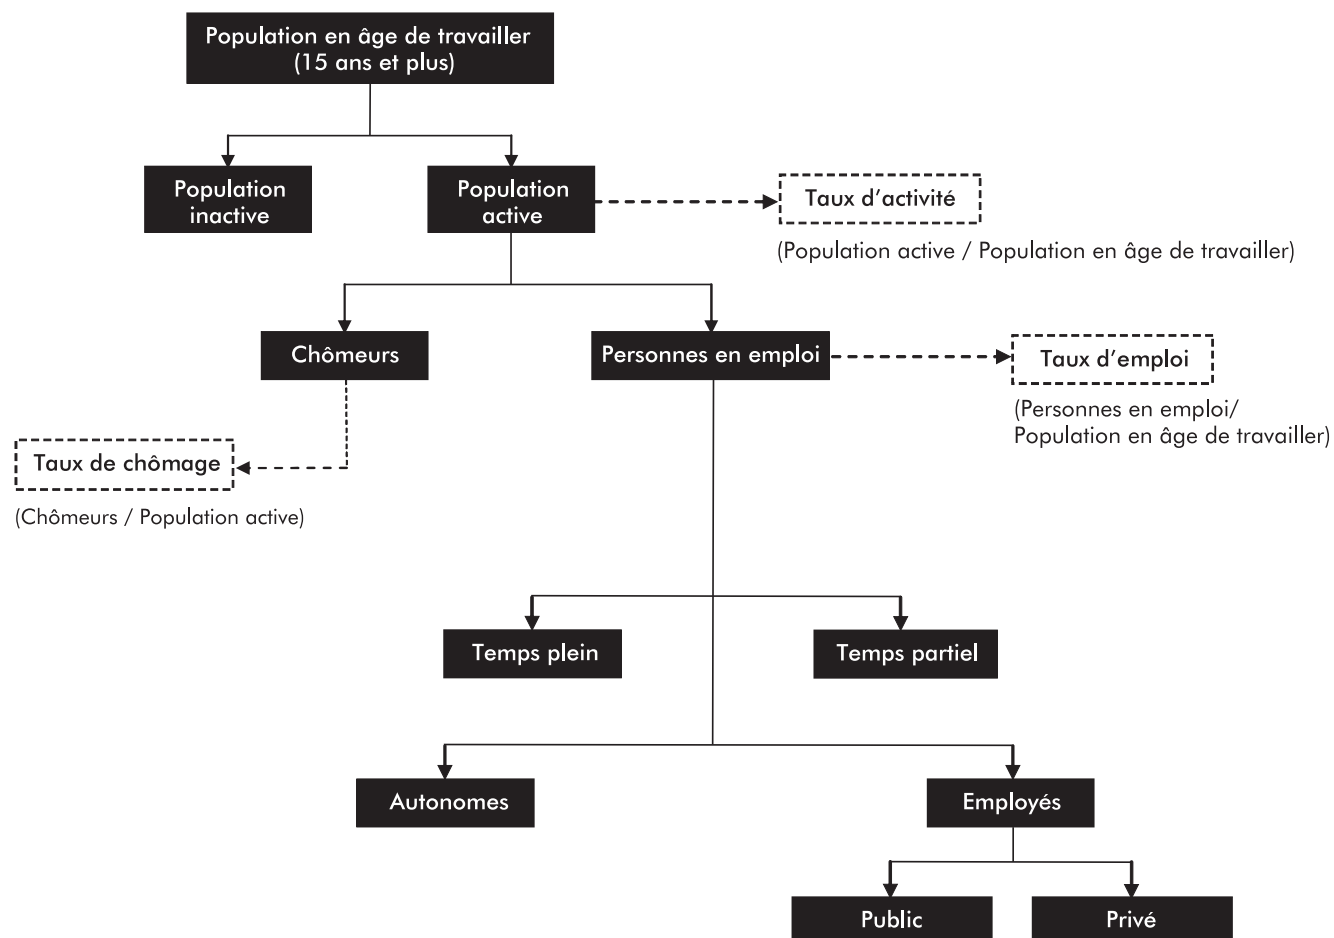 Population en âge de travailler
(15 ans et plus)
Population
inactive
Population
active
Taux d’activité
(Population active / Population en âge de travailler)
Chômeurs
Personnes en emploi
Taux d’emploi
(Personnes en emploi/
Population en âge de travailler)
Taux de chômage
(Chômeurs / Population active)
Temps plein
Temps partiel
Autonomes
Employés
Public
Privé